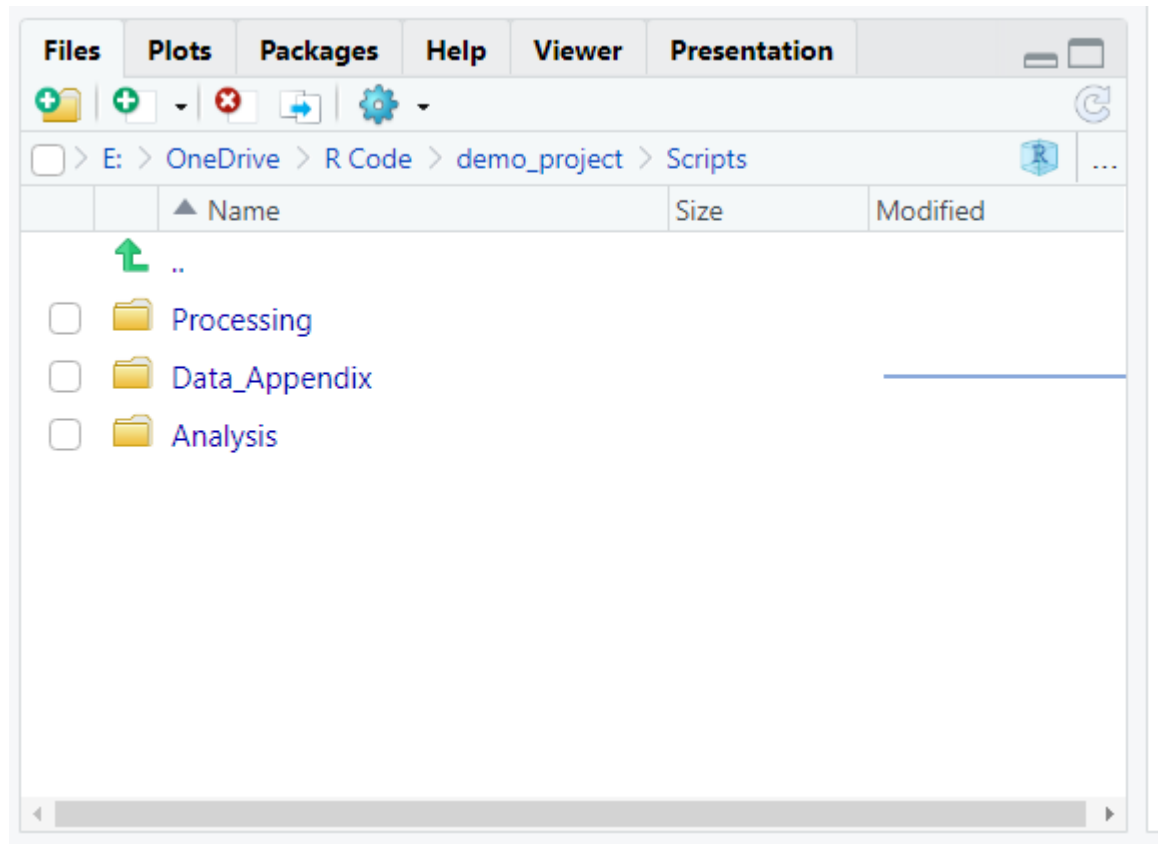 Files Plots Packages Help Viewer Presentation
E: > OneDrive > R Code > demo_project > Scripts R ...
Name Size Modified
..
Processing
Data_Appendix
Analysis